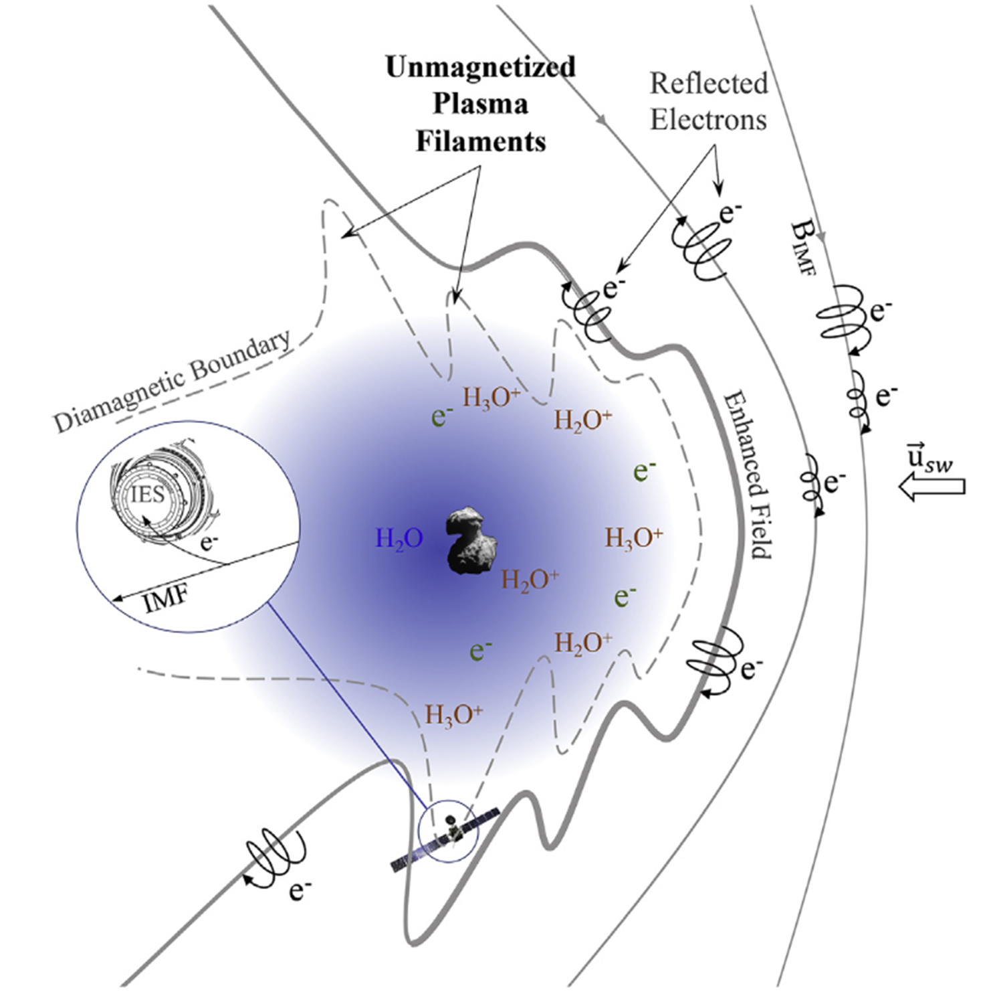 Unmagnetized
Plasma
Filaments
Reflected
Electrons
e⁻
B_IMF
e⁻
e⁻
Diamagnetic Boundary
e⁻
H₃O⁺
e⁻
H₂O⁺
Enhanced Field
u⃗_sw
e⁻
e⁻
IES
e⁻
IMF
H₂O
H₃O⁺
H₂O⁺
e⁻
H₂O⁺
e⁻
e⁻
H₃O⁺
e⁻